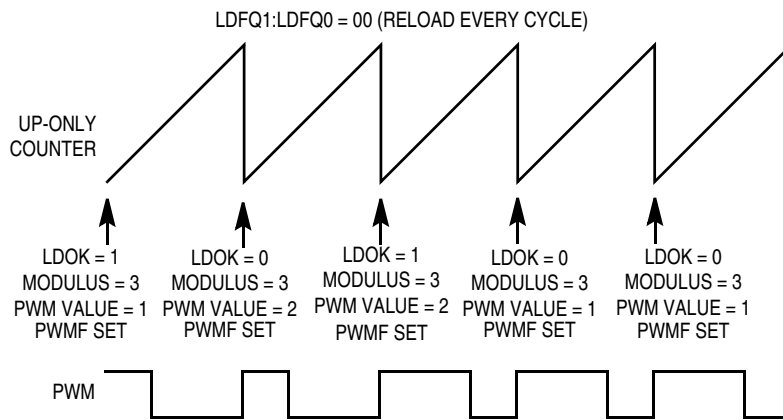 LDFQ1:LDFQ0 = 00 (RELOAD EVERY CYCLE)
UP-ONLY
COUNTER
LDOK = 1
MODULUS = 3
PWM VALUE = 1
PWMF SET
LDOK = 0
MODULUS = 3
PWM VALUE = 2
PWMF SET
LDOK = 1
MODULUS = 3
PWM VALUE = 2
PWMF SET
LDOK = 0
MODULUS = 3
PWM VALUE = 1
PWMF SET
LDOK = 0
MODULUS = 3
PWM VALUE = 1
PWMF SET
PWM